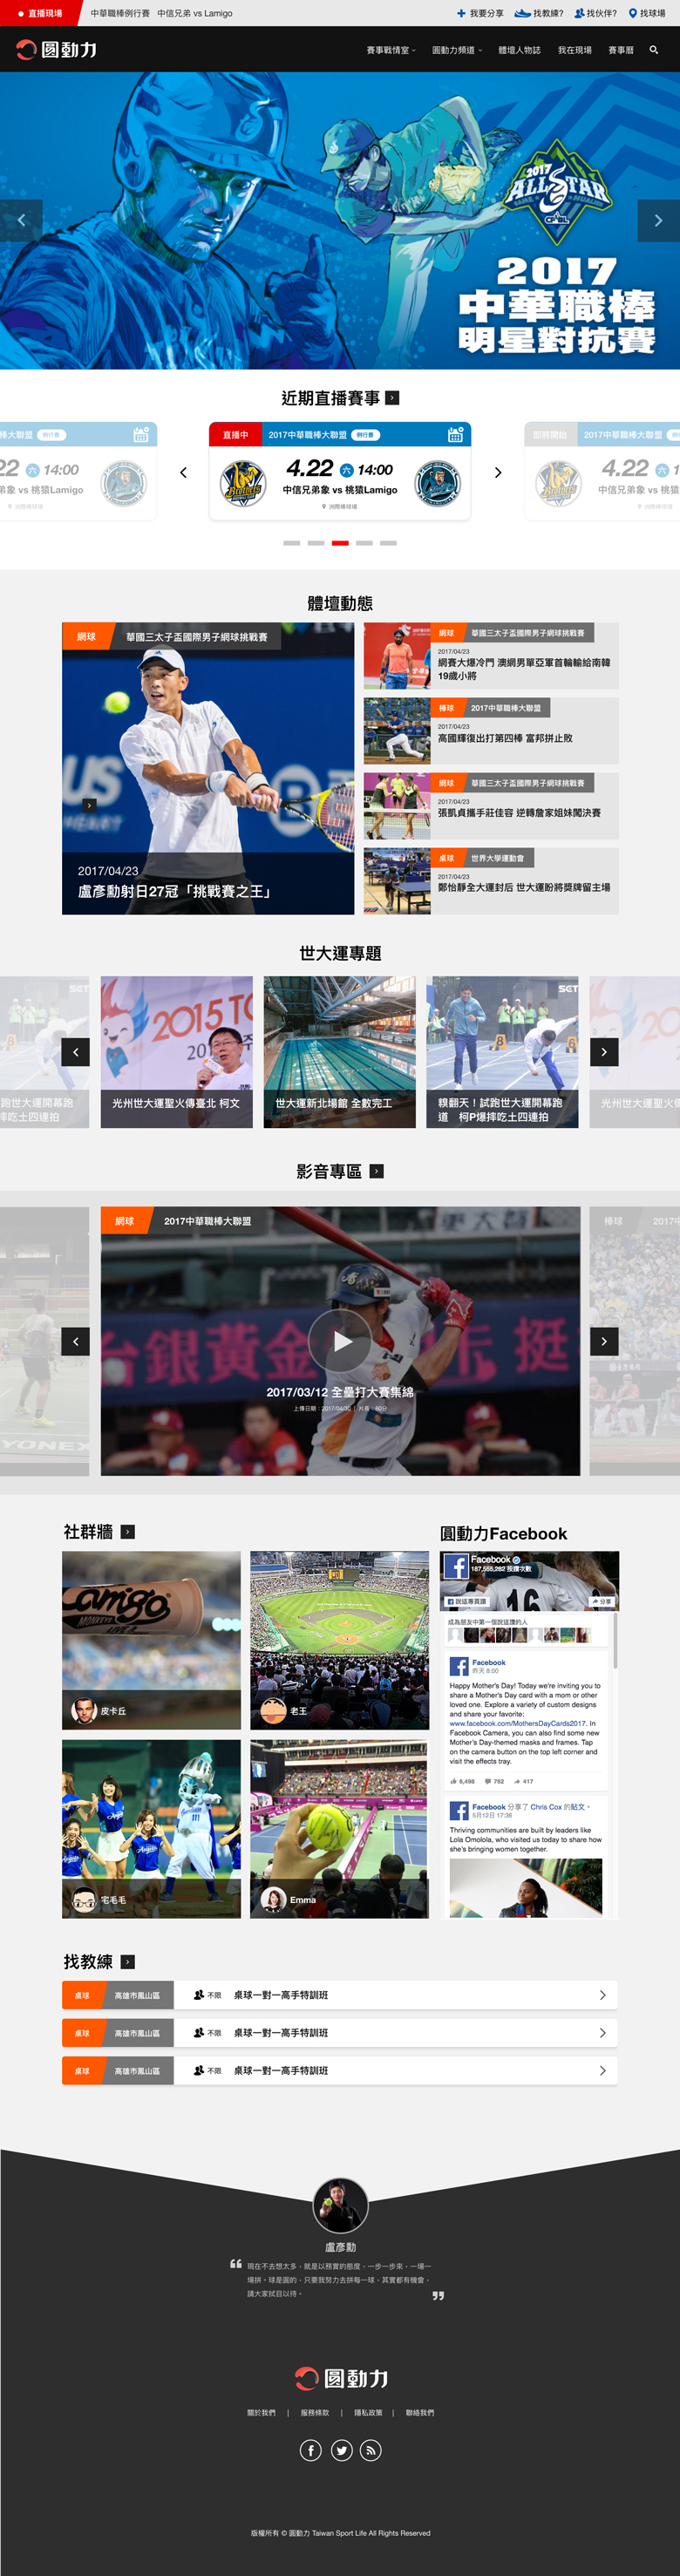 直播現場
中華職棒例行賽 中信兄弟 vs Lamigo
我要分享
找教練?
找伙伴?
找球場
圓動力
賽事戰情室
圓動力頻道
體壇人物誌
我在現場
賽事曆
2017
ALL STAR
CPBL
2017
中華職棒
明星對抗賽
近期直播賽事
棒大聯盟 例行賽
22 六 14:00
弟象 vs 桃猿Lamigo
洲際棒球場
直播中 2017中華職棒大聯盟 例行賽
4.22 六 14:00
中信兄弟象 vs 桃猿Lamigo
洲際棒球場
即將開始 2017中華職棒大聯盟
4.22 六 1
中信兄弟象 vs 桃猿Lam
洲際棒球場
體壇動態
網球 華國三太子盃國際男子網球挑戰賽
2017/04/23
盧彥勳射日27冠「挑戰賽之王」
網球 華國三太子盃國際男子網球挑戰賽
2017/04/23
網賽大爆冷門 澳網男單亞軍首輪輸給南韓
19歲小將
棒球 2017中華職棒大聯盟
2017/04/23
高國輝復出打第四棒 富邦拼止敗
網球 華國三太子盃國際男子網球挑戰賽
2017/04/23
張凱貞攜手莊佳容 逆轉詹家姐妹闖決賽
桌球 世界大學運動會
2017/04/23
鄭怡靜全大運封后 世大運盼將獎牌留主場
世大運專題
跑世大運開幕跑
摔吃土四連拍
2015 TO
光州世大運聖火傳臺北 柯文
世大運新北場館 全數完工
SET
糗翻天！試跑世大運開幕跑
道 柯P爆摔吃土四連拍
光州世大運聖火傳
影音專區
YONEX
網球 2017中華職棒大聯盟
台銀黃金
2017/03/12 全壘打大賽集綿
上傳日期：2017/04/30 | 片長：60分
棒球 2017中
社群牆
皮卡丘
老王
宅毛毛
Emma
圓動力Facebook
Facebook
187,555,282 按讚次數
說這專頁讚
分享
成為朋友中第一個說這讚的人
Facebook
昨天 8:00
Happy Mother's Day! Today we're inviting you to
share a Mother's Day card with a mom or other
loved one. Explore a variety of custom designs
and share your favorite:
www.facebook.com/MothersDayCards2017. In
Facebook Camera, you can also find some new
Mother's Day-themed masks and frames. Tap
on the camera button on the top left corner and
visit the effects tray.
6,498 782 417
Facebook 分享了 Chris Cox 的貼文。
5月12日 17:36
Thriving communities are built by leaders like
Lola Omolola, who visited us today to share how
she's bringing women together.
找教練
桌球 高雄市鳳山區 不限 桌球一對一高手特訓班
桌球 高雄市鳳山區 不限 桌球一對一高手特訓班
桌球 高雄市鳳山區 不限 桌球一對一高手特訓班
盧彥勳
現在不去想太多，就是以務實的態度，一步一步來，一場一
場拼。球是圓的，只要我努力去拼每一球，其實都有機會，
請大家拭目以待。
圓動力
關於我們 | 服務條款 | 隱私政策 | 聯絡我們
版權所有 © 圓動力 Taiwan Sport Life All Rights Reserved